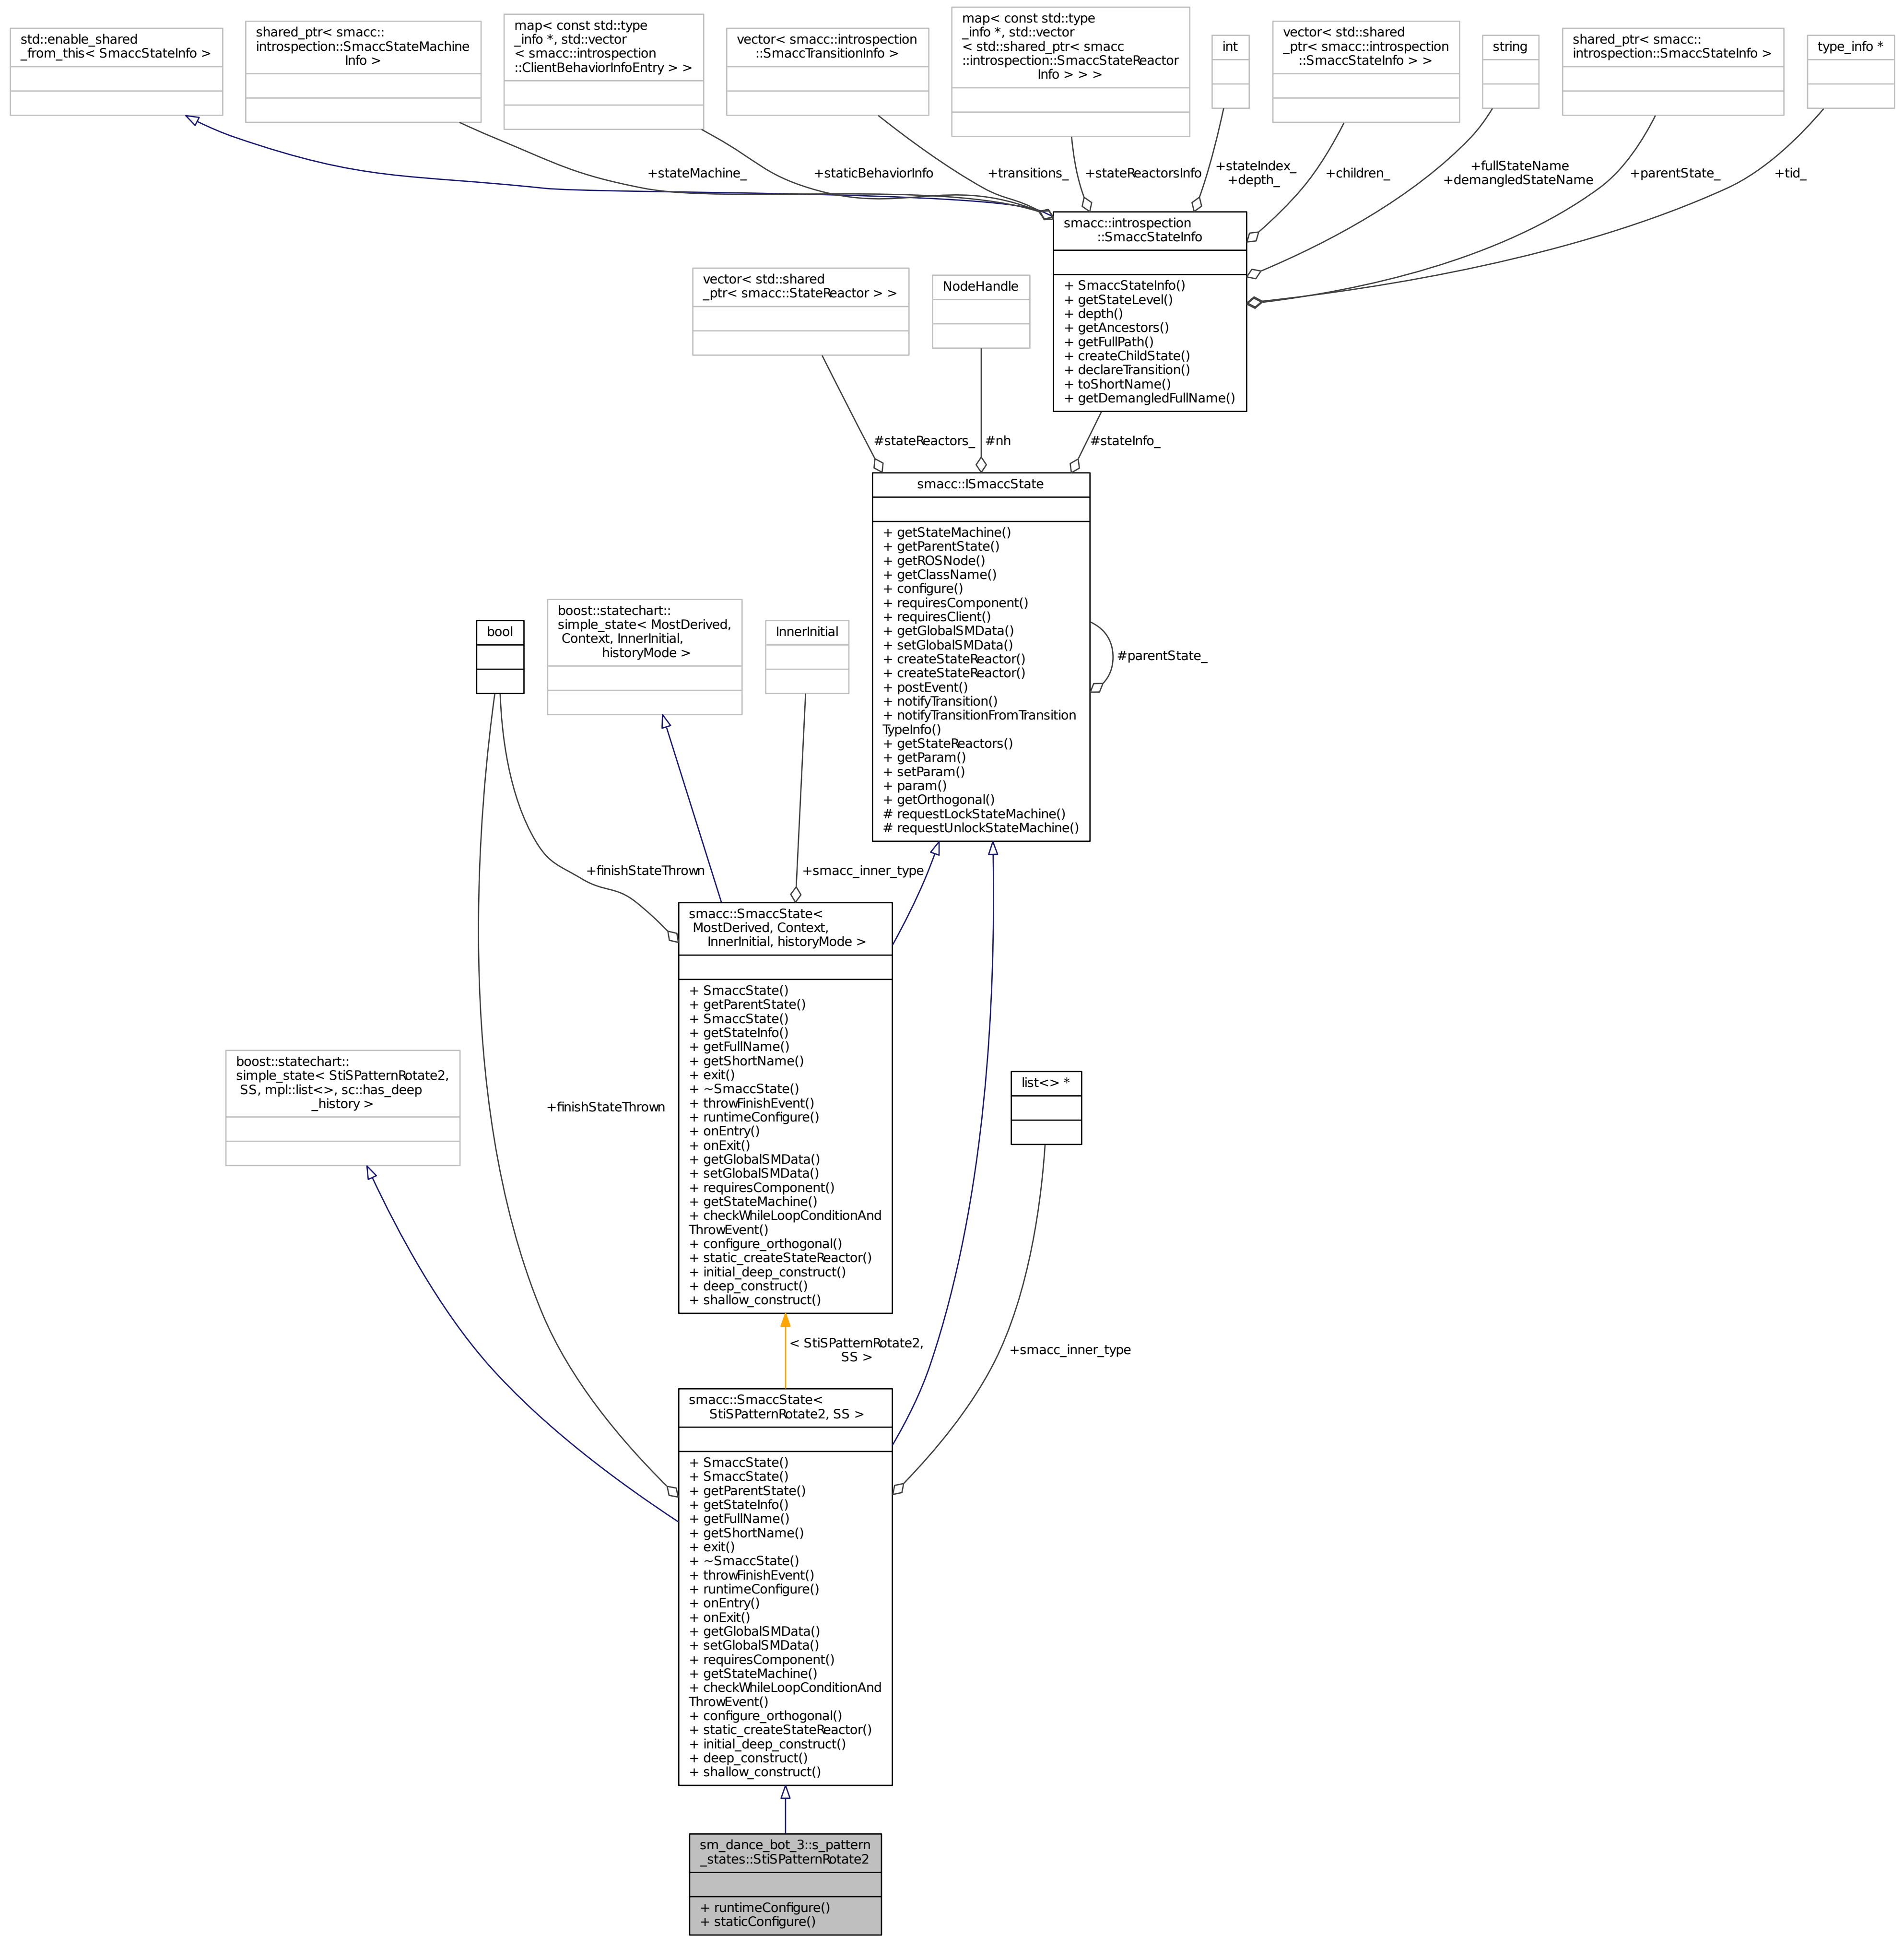 std::enable_shared
_from_this< SmaccStateInfo >
shared_ptr< smacc::
introspection::SmaccStateMachine
Info >
map< const std::type
_info *, std::vector
< smacc::introspection
::ClientBehaviorInfoEntry > >
vector< smacc::introspection
::SmaccTransitionInfo >
map< const std::type
_info *, std::vector
< std::shared_ptr< smacc
::introspection::SmaccStateReactor
Info > > >
int
vector< std::shared
_ptr< smacc::introspection
::SmaccStateInfo > >
string
shared_ptr< smacc::
introspection::SmaccStateInfo >
type_info *
+stateMachine_
+staticBehaviorInfo
+transitions_
+stateReactorsInfo
+stateIndex_
+depth_
+children_
+fullStateName
+demangledStateName
+parentState_
+tid_
smacc::introspection
::SmaccStateInfo
+ SmaccStateInfo()
+ getStateLevel()
+ depth()
+ getAncestors()
+ getFullPath()
+ createChildState()
+ declareTransition()
+ toShortName()
+ getDemangledFullName()
vector< std::shared
_ptr< smacc::StateReactor > >
NodeHandle
#stateReactors_
#nh
#stateInfo_
smacc::ISmaccState
+ getStateMachine()
+ getParentState()
+ getROSNode()
+ getClassName()
+ configure()
+ requiresComponent()
+ requiresClient()
+ getGlobalSMData()
+ setGlobalSMData()
+ createStateReactor()
+ createStateReactor()
+ postEvent()
+ notifyTransition()
+ notifyTransitionFromTransition
TypeInfo()
+ getStateReactors()
+ getParam()
+ setParam()
+ param()
+ getOrthogonal()
# requestLockStateMachine()
# requestUnlockStateMachine()
#parentState_
bool
boost::statechart::
simple_state< MostDerived,
Context, InnerInitial,
historyMode >
InnerInitial
+finishStateThrown
+smacc_inner_type
smacc::SmaccState<
MostDerived, Context,
InnerInitial, historyMode >
+ SmaccState()
+ getParentState()
+ SmaccState()
+ getStateInfo()
+ getFullName()
+ getShortName()
+ exit()
+ ~SmaccState()
+ throwFinishEvent()
+ runtimeConfigure()
+ onEntry()
+ onExit()
+ getGlobalSMData()
+ setGlobalSMData()
+ requiresComponent()
+ getStateMachine()
+ checkWhileLoopConditionAnd
ThrowEvent()
+ configure_orthogonal()
+ static_createStateReactor()
+ initial_deep_construct()
+ deep_construct()
+ shallow_construct()
boost::statechart::
simple_state< StiSPatternRotate2,
SS, mpl::list<>, sc::has_deep
_history >
+finishStateThrown
list<> *
< StiSPatternRotate2,
SS >
+smacc_inner_type
smacc::SmaccState<
StiSPatternRotate2, SS >
+ SmaccState()
+ SmaccState()
+ getParentState()
+ getStateInfo()
+ getFullName()
+ getShortName()
+ exit()
+ ~SmaccState()
+ throwFinishEvent()
+ runtimeConfigure()
+ onEntry()
+ onExit()
+ getGlobalSMData()
+ setGlobalSMData()
+ requiresComponent()
+ getStateMachine()
+ checkWhileLoopConditionAnd
ThrowEvent()
+ configure_orthogonal()
+ static_createStateReactor()
+ initial_deep_construct()
+ deep_construct()
+ shallow_construct()
sm_dance_bot_3::s_pattern
_states::StiSPatternRotate2
+ runtimeConfigure()
+ staticConfigure()